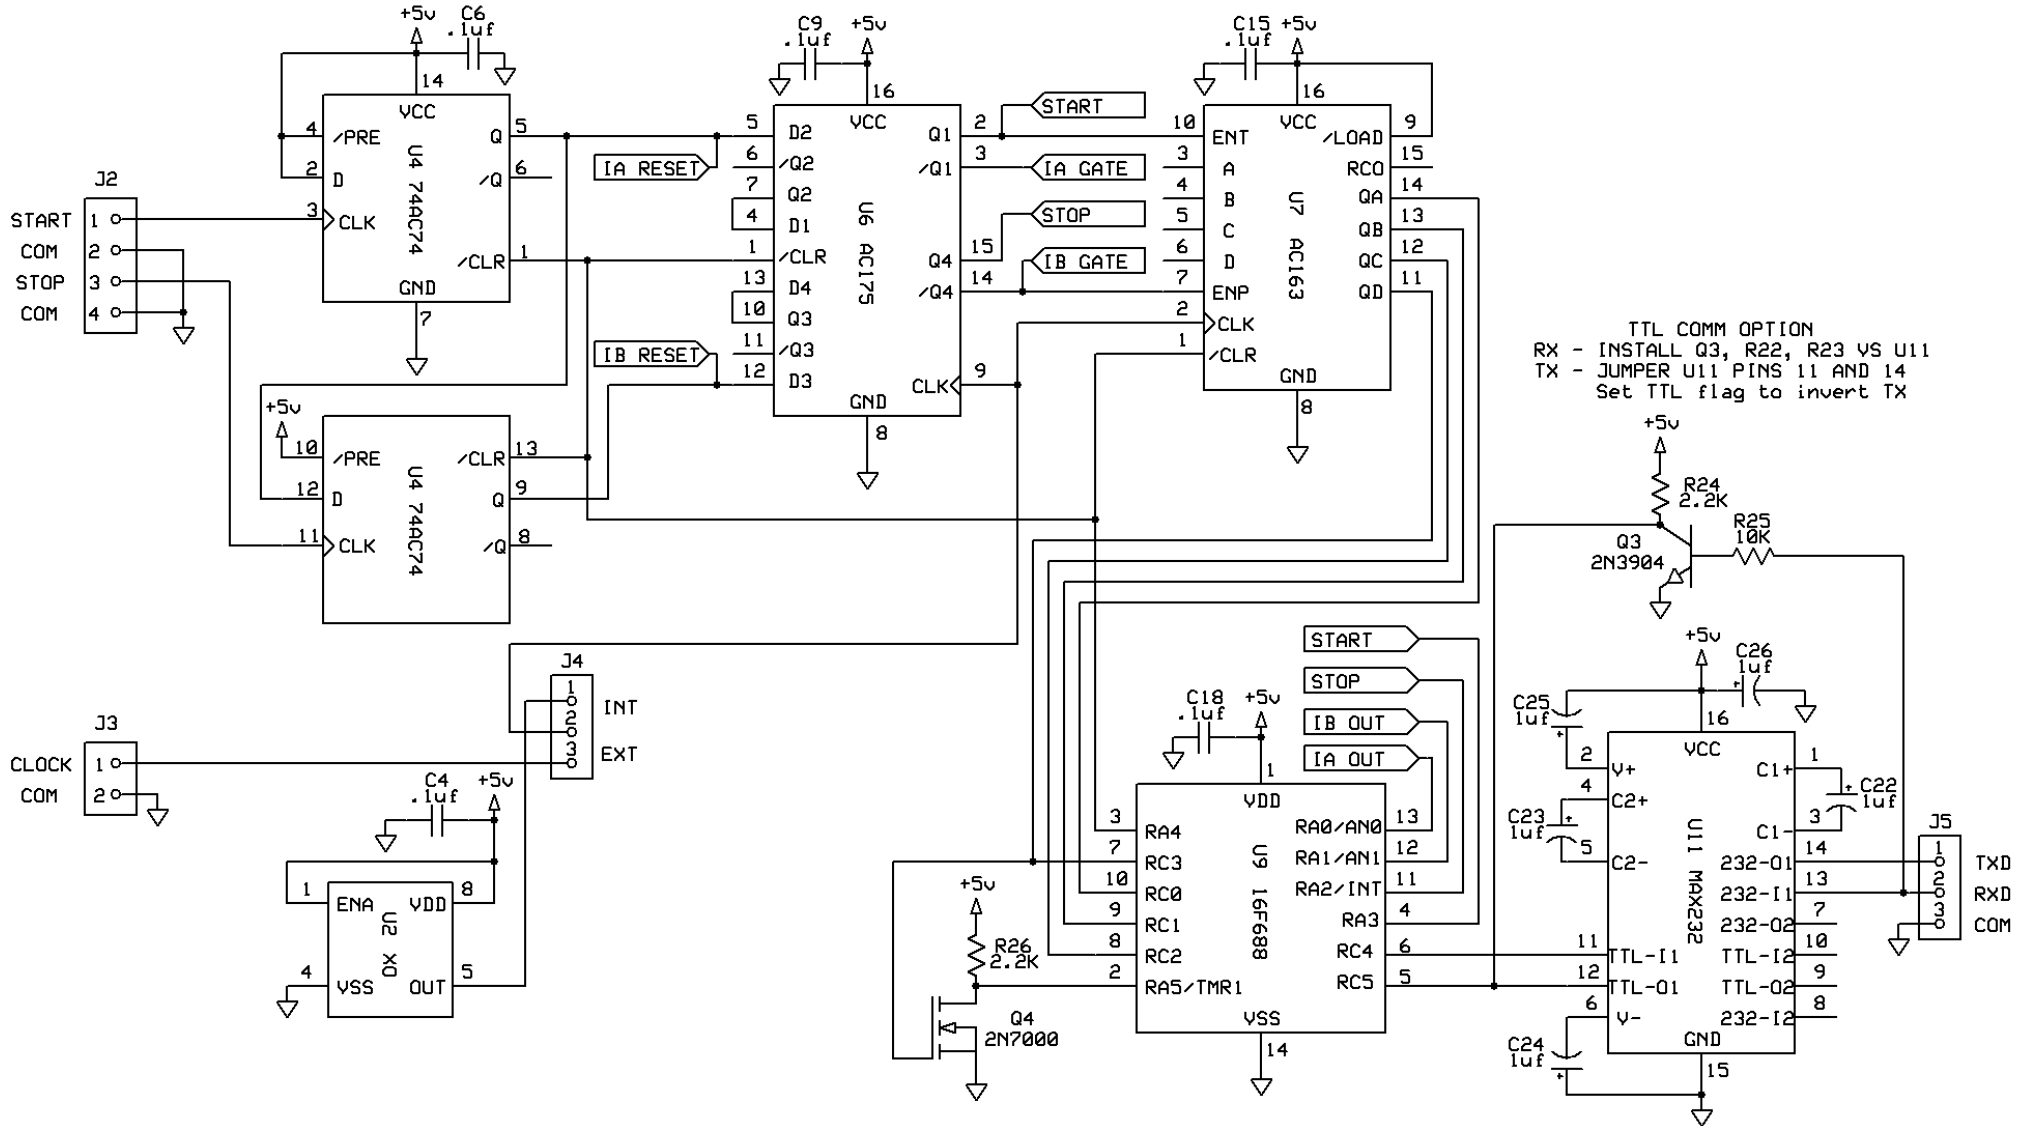 +5v
C6
.1uf
14
VCC
4
/PRE
Q
5
2
D
/Q
6
3
CLK
/CLR
1
GND
7
U4 74AC74
J2
START
1
COM
2
STOP
3
COM
4
+5v
10
/PRE
/CLR
13
12
D
Q
9
11
CLK
/Q
8
U4 74AC74
C9
.1uf
+5v
16
VCC
5
D2
6
/Q2
7
Q2
4
D1
1
/CLR
13
D4
10
Q3
11
/Q3
12
D3
Q1
2
/Q1
3
Q4
15
/Q4
14
CLK
9
GND
8
U6 AC175
IA RESET
IB RESET
START
IA GATE
STOP
IB GATE
C15
.1uf
+5v
16
VCC
10
ENT
3
A
4
B
5
C
6
D
7
ENP
2
CLK
1
/CLR
/LOAD
9
RCO
15
QA
14
QB
13
QC
12
QD
11
GND
8
U7 AC163
TTL COMM OPTION
RX - INSTALL Q3, R22, R23 VS U11
TX - JUMPER U11 PINS 11 AND 14
Set TTL flag to invert TX
+5v
R24
2.2K
R25
10K
Q3
2N3904
J4
1
INT
2
3
EXT
J3
CLOCK
1
COM
2
C4
.1uf
+5v
1
ENA
VDD
8
4
VSS
OUT
5
U2 XO
START
STOP
IB OUT
IA OUT
C18
.1uf
+5v
1
VDD
3
RA4
7
RC3
10
RC0
9
RC1
8
RC2
2
RA5/TMR1
RA0/AN0
13
RA1/AN1
12
RA2/INT
11
RA3
4
RC4
6
RC5
5
VSS
14
U9 16F688
+5v
R26
2.2K
Q4
2N7000
+5v
C26
1uf
C25
1uf
16
VCC
2
V+
4
C2+
C23
1uf
5
C2-
11
TTL-I1
12
TTL-O1
6
V-
C24
1uf
C1+
1
C22
1uf
C1-
3
232-O1
14
232-I1
13
232-O2
7
TTL-I2
10
TTL-O2
9
232-I2
8
GND
15
U11 MAX232
J5
1
TXD
2
RXD
3
COM